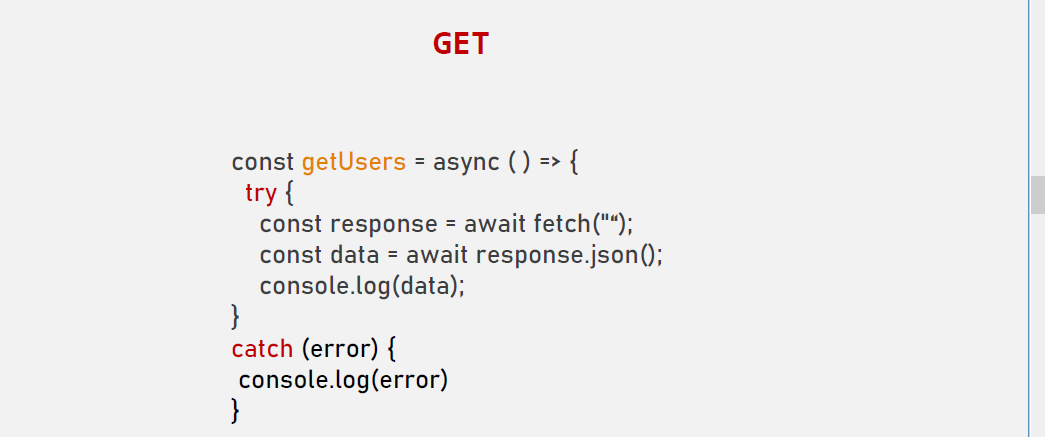 GET
const getUsers = async ( ) => {
try {
const response = await fetch("“);
const data = await response.json();
console.log(data);
}
catch (error) {
console.log(error)
}